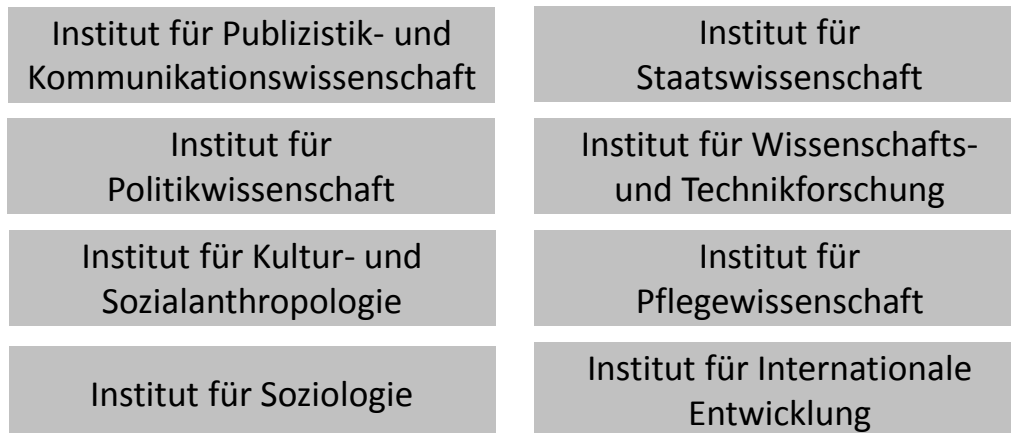 Institut für Publizistik- und
Kommunikationswissenschaft
Institut für
Staatswissenschaft
Institut für
Politikwissenschaft
Institut für Wissenschafts-
und Technikforschung
Institut für Kultur- und
Sozialanthropologie
Institut für
Pflegewissenschaft
Institut für Soziologie
Institut für Internationale
Entwicklung